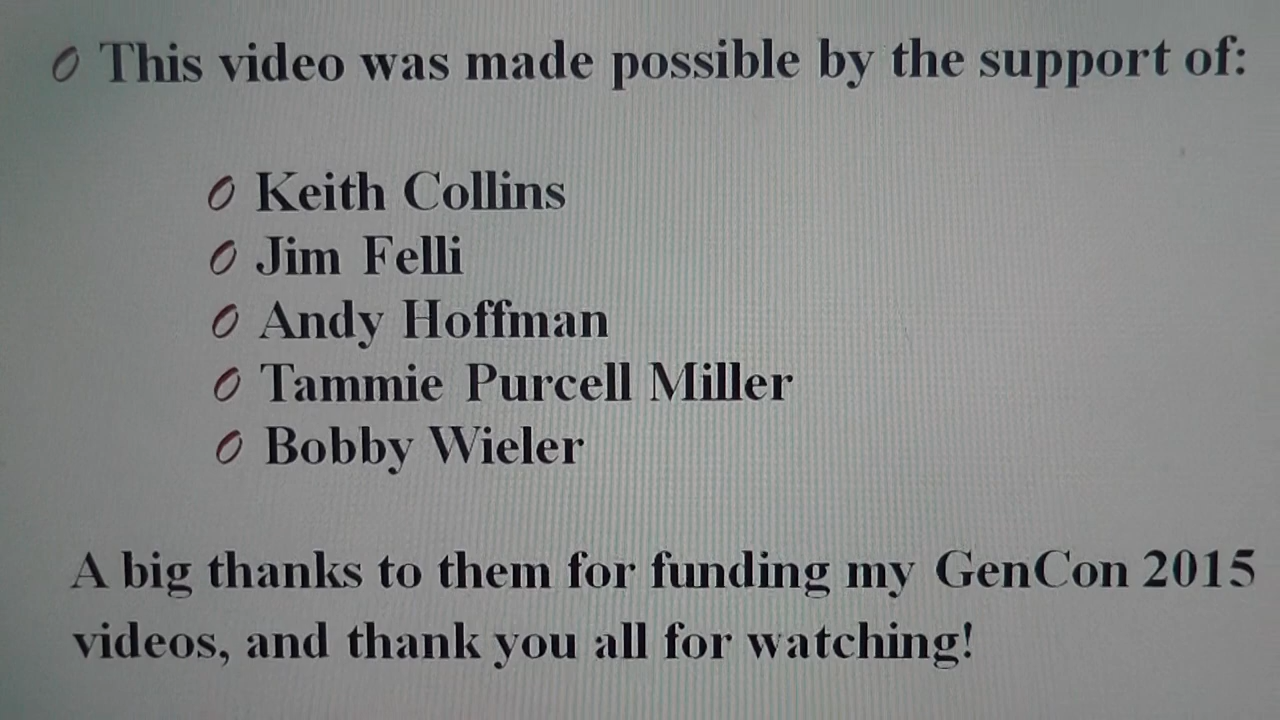 This video was made possible by the support of:
Keith Collins
Jim Felli
Andy Hoffman
Tammie Purcell Miller
Bobby Wieler
A big thanks to them for funding my GenCon 2015
videos, and thank you all for watching!